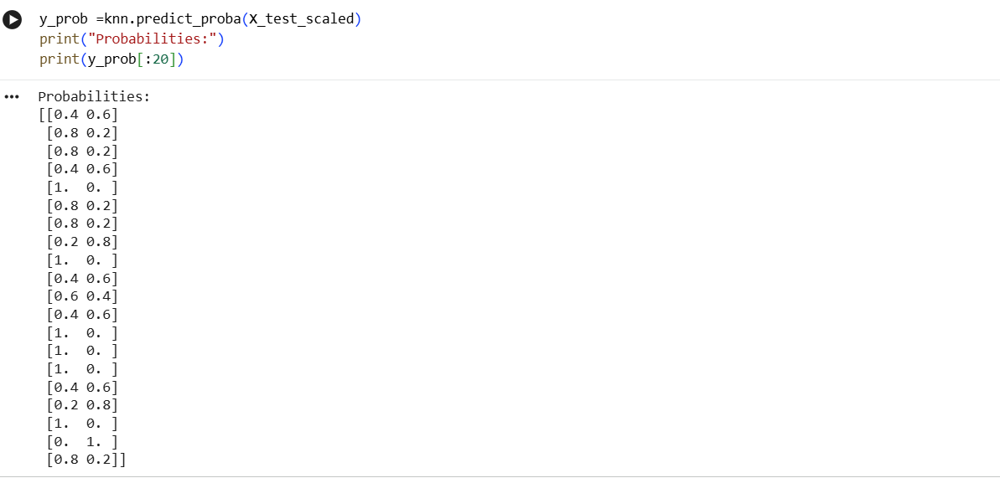 y_prob =knn.predict_proba(X_test_scaled)
print("Probabilities:")
print(y_prob[:20])
Probabilities:
[[0.4 0.6]
 [0.8 0.2]
 [0.8 0.2]
 [0.4 0.6]
 [1.  0. ]
 [0.8 0.2]
 [0.8 0.2]
 [0.2 0.8]
 [1.  0. ]
 [0.4 0.6]
 [0.6 0.4]
 [0.4 0.6]
 [1.  0. ]
 [1.  0. ]
 [1.  0. ]
 [0.4 0.6]
 [0.2 0.8]
 [1.  0. ]
 [0.  1. ]
 [0.8 0.2]]